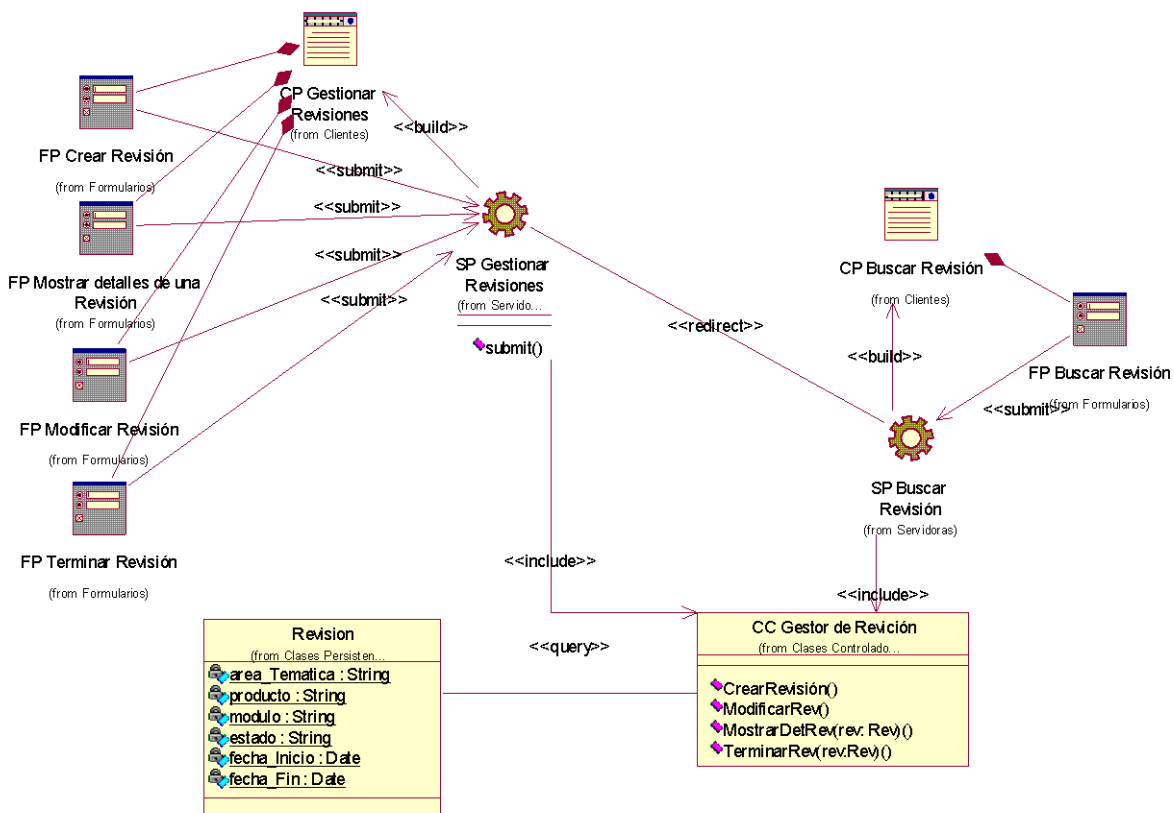 CP Gestionar
Revisiones
(from Clientes)
<<build>>
FP Crear Revisión
(from Formularios)
<<submit>>
<<submit>>
<<submit>>
<<submit>>
FP Mostrar detalles de una
Revisión
(from Formularios)
SP Gestionar
Revisiones
(from Servido...
submit()
FP Modificar Revisión
(from Formularios)
FP Terminar Revisión
(from Formularios)
<<redirect>>
CP Buscar Revisión
(from Clientes)
<<build>>
FP Buscar Revisión
(from Formularios)
<<submit>>
SP Buscar
Revisión
(from Servidoras)
<<include>>
<<include>>
<<query>>
Revision
(from Clases Persisten...
area_Tematica : String
producto : String
modulo : String
estado : String
fecha_Inicio : Date
fecha_Fin : Date
CC Gestor de Revición
(from Clases Controlado...
CrearRevisión()
ModificarRev()
MostrarDetRev(rev: Rev)()
TerminarRev(rev:Rev)()